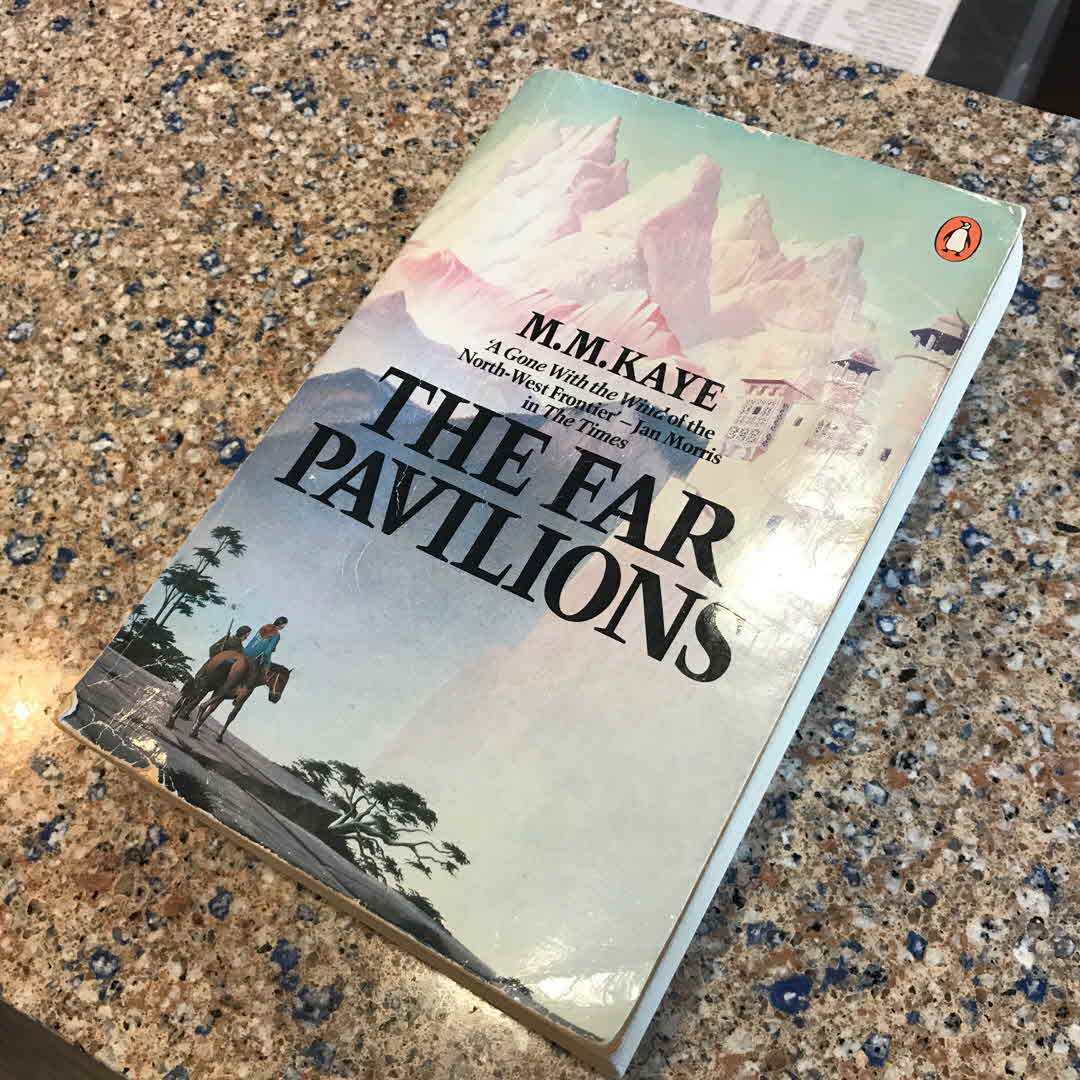 M.M.KAYE
'A Gone With the Wind' of the
North-West Frontier' – Jan Morris
in The Times
THE FAR
PAVILIONS